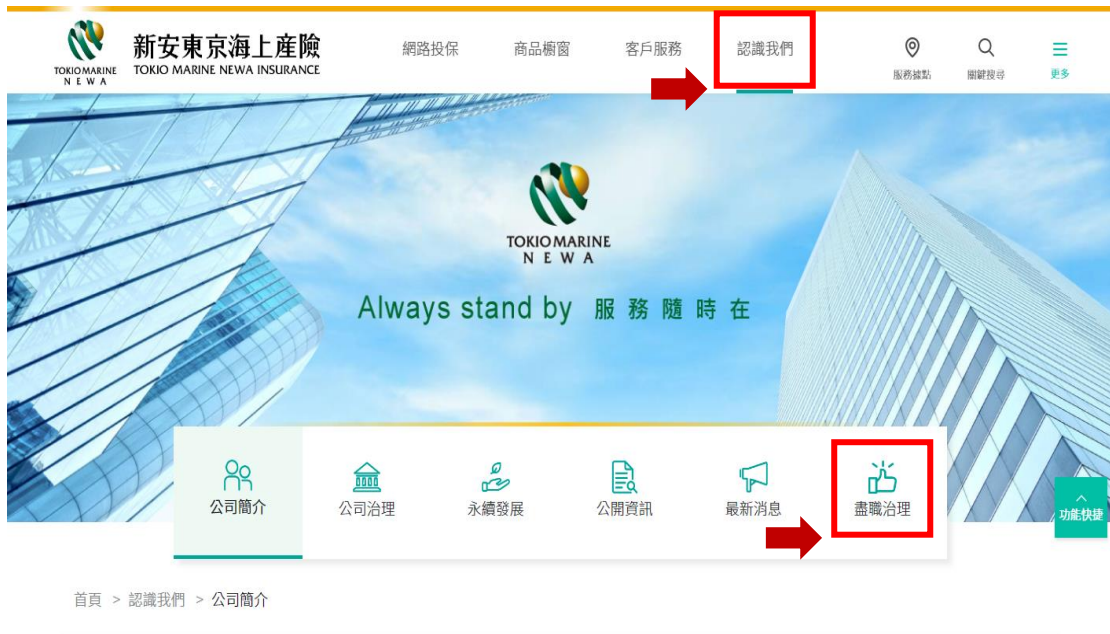 TOKIO MARINE
N E W A
新安東京海上産險
TOKIO MARINE NEWA INSURANCE
網路投保
商品櫥窗
客戶服務
認識我們
服務據點
關鍵搜尋
更多
TOKIO MARINE
N E W A
Always stand by 服務隨時在
公司簡介
公司治理
永續發展
公開資訊
最新消息
盡職治理
功能快捷
首頁 > 認識我們 > 公司簡介